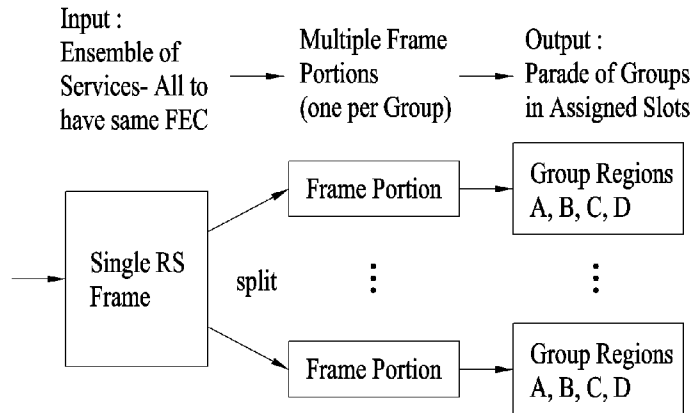 Input :
Ensemble of
Services- All to
have same FEC
Multiple Frame
Portions
(one per Group)
Output :
Parade of Groups
in Assigned Slots
Single RS
Frame
split
Frame Portion
Group Regions
A, B, C, D
Frame Portion
Group Regions
A, B, C, D